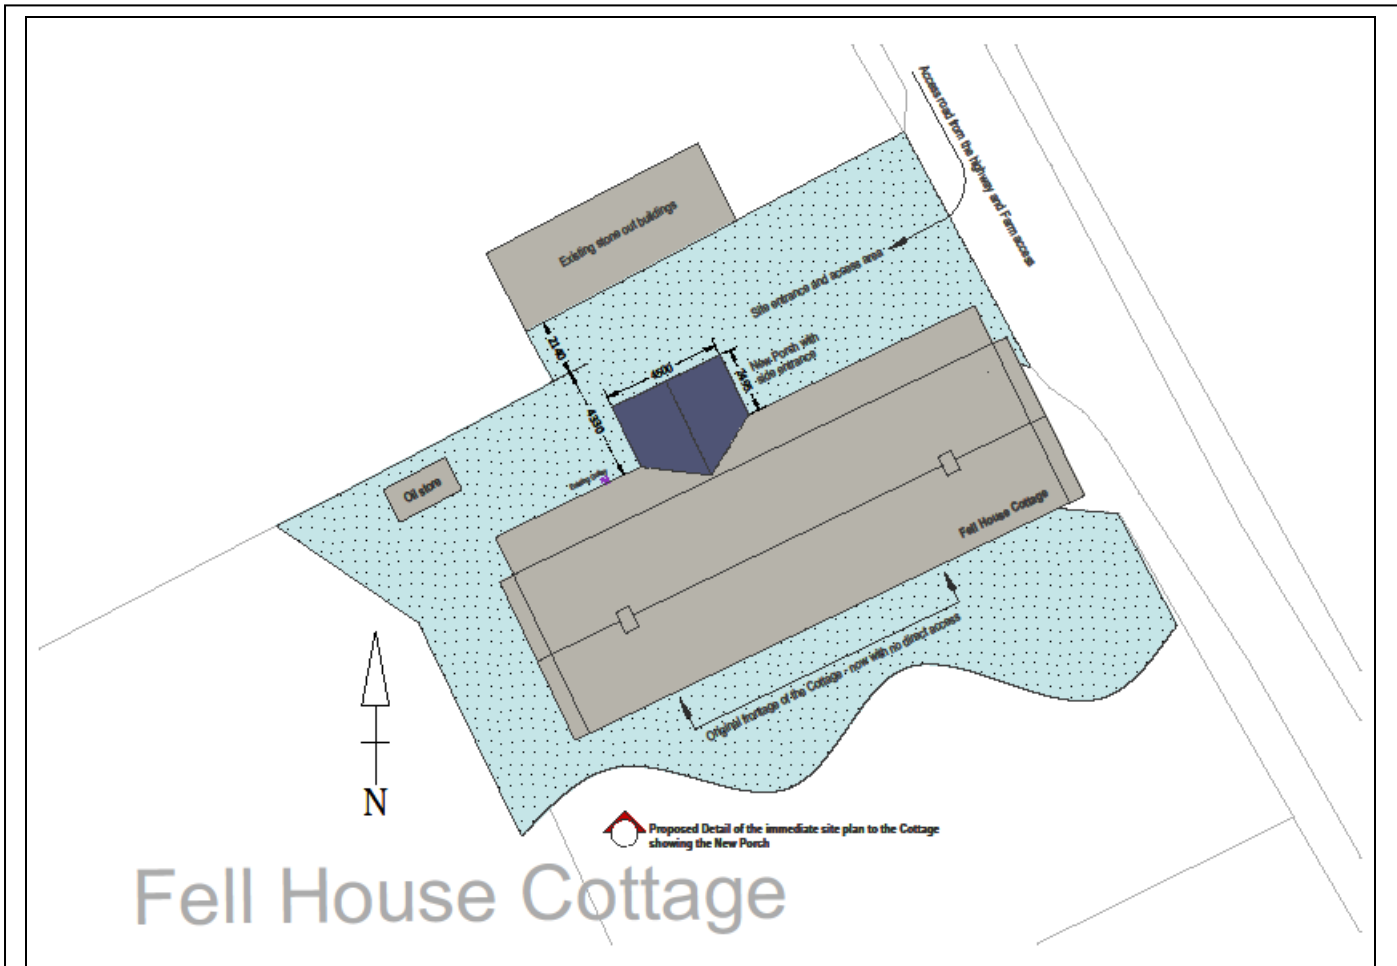 Access road from the highway and Farm access
Existing stone out buildings
Site entrance and access area
2140
4500
2495
New Porch with
side entrance
4330
Existing Gulley
Oil store
Fell House Cottage
Original frontage of the Cottage - now with no direct access
N
Proposed Detail of the immediate site plan to the Cottage
showing the New Porch
Fell House Cottage